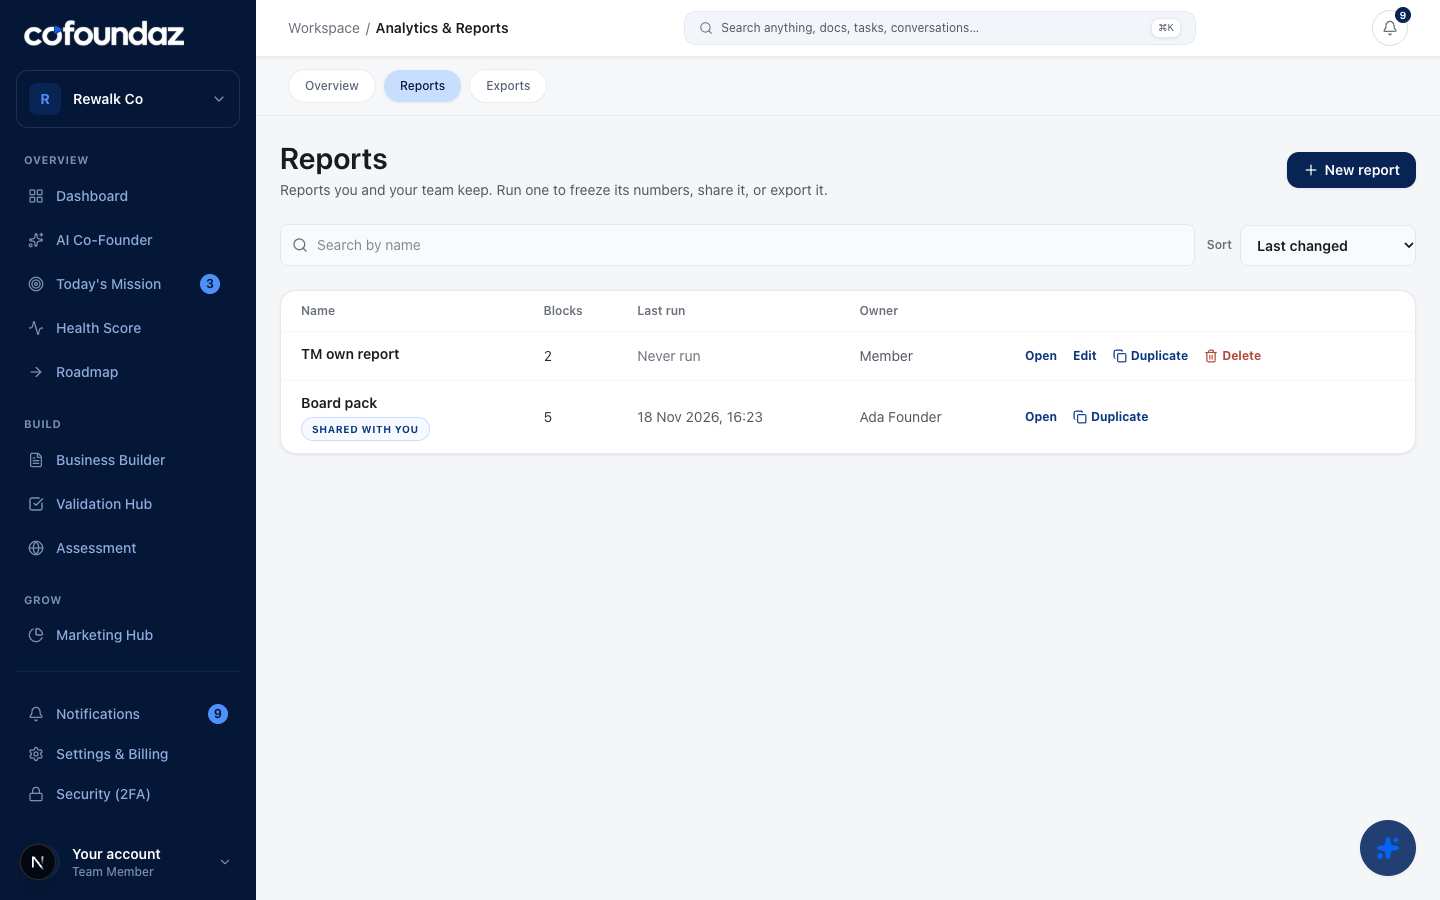 cofoundaz
R
Rewalk Co
OVERVIEW
Dashboard
AI Co-Founder
Today's Mission
3
Health Score
Roadmap
BUILD
Business Builder
Validation Hub
Assessment
GROW
Marketing Hub
Notifications
9
Settings & Billing
Security (2FA)
N
Your account
Team Member
Workspace / Analytics & Reports
Search anything, docs, tasks, conversations...
⌘K
9
Overview
Reports
Exports
Reports
Reports you and your team keep. Run one to freeze its numbers, share it, or export it.
+ New report
Search by name
Sort
Last changed
Name Blocks Last run Owner
TM own report 2 Never run Member Open Edit Duplicate Delete
Board pack 5 18 Nov 2026, 16:23 Ada Founder Open Duplicate
SHARED WITH YOU